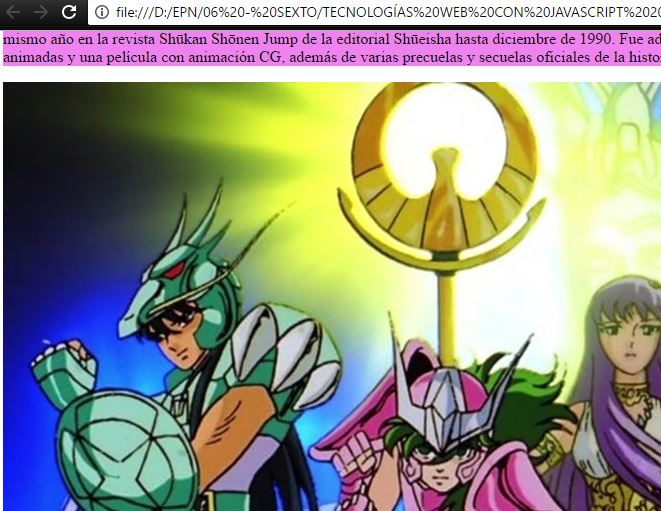 file:///D:/EPN/06%20-%20SEXTO/TECNOLOGÍAS%20WEB%20CON%20JAVASCRIPT%20
mismo año en la revista Shūkan Shōnen Jump de la editorial Shūeisha hasta diciembre de 1990. Fue ad
animadas y una película con animación CG, además de varias precuelas y secuelas oficiales de la histo